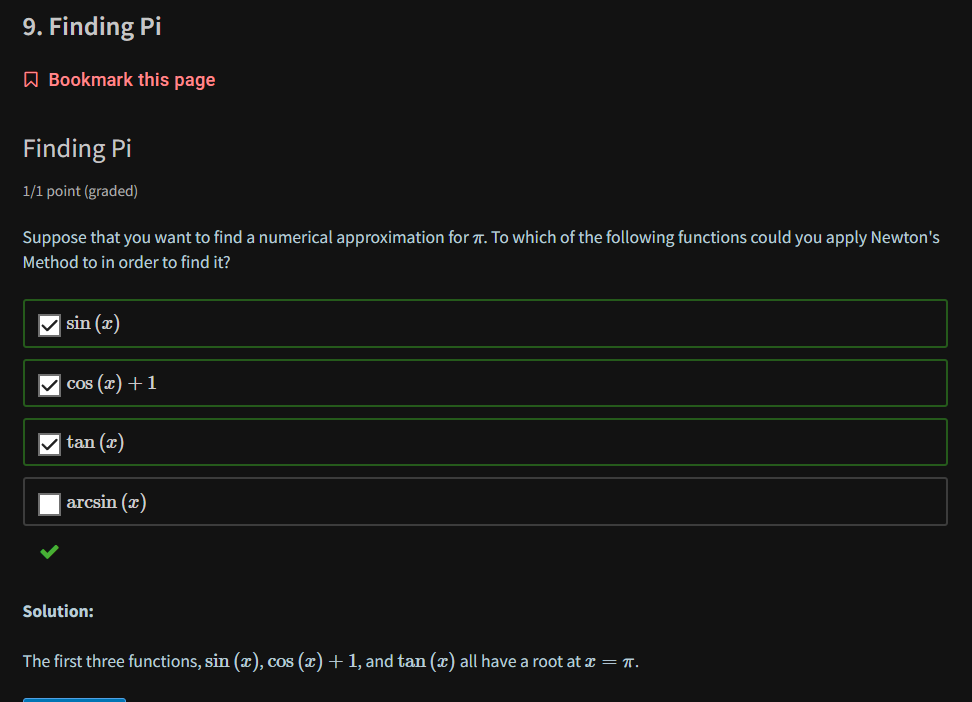 9. Finding Pi
Bookmark this page
Finding Pi
1/1 point (graded)
Suppose that you want to find a numerical approximation for π. To which of the following functions could you apply Newton's
Method to in order to find it?
sin (x)
cos (x) + 1
tan (x)
arcsin (x)
Solution:
The first three functions, sin (x), cos (x) + 1, and tan (x) all have a root at x = π.